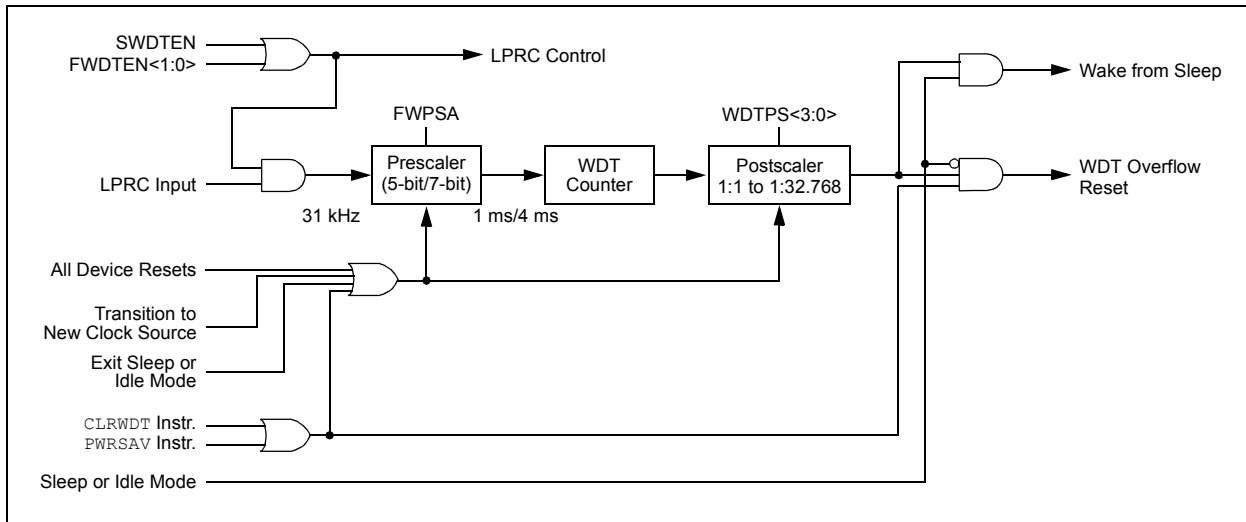 SWDTEN
FWDTEN<1:0>
LPRC Control
Wake from Sleep
FWPSA
WDTPS<3:0>
LPRC Input
Prescaler
(5-bit/7-bit)
WDT
Counter
Postscaler
1:1 to 1:32.768
WDT Overflow
Reset
31 kHz
1 ms/4 ms
All Device Resets
Transition to
New Clock Source
Exit Sleep or
Idle Mode
CLRWDT Instr.
PWRSAV Instr.
Sleep or Idle Mode